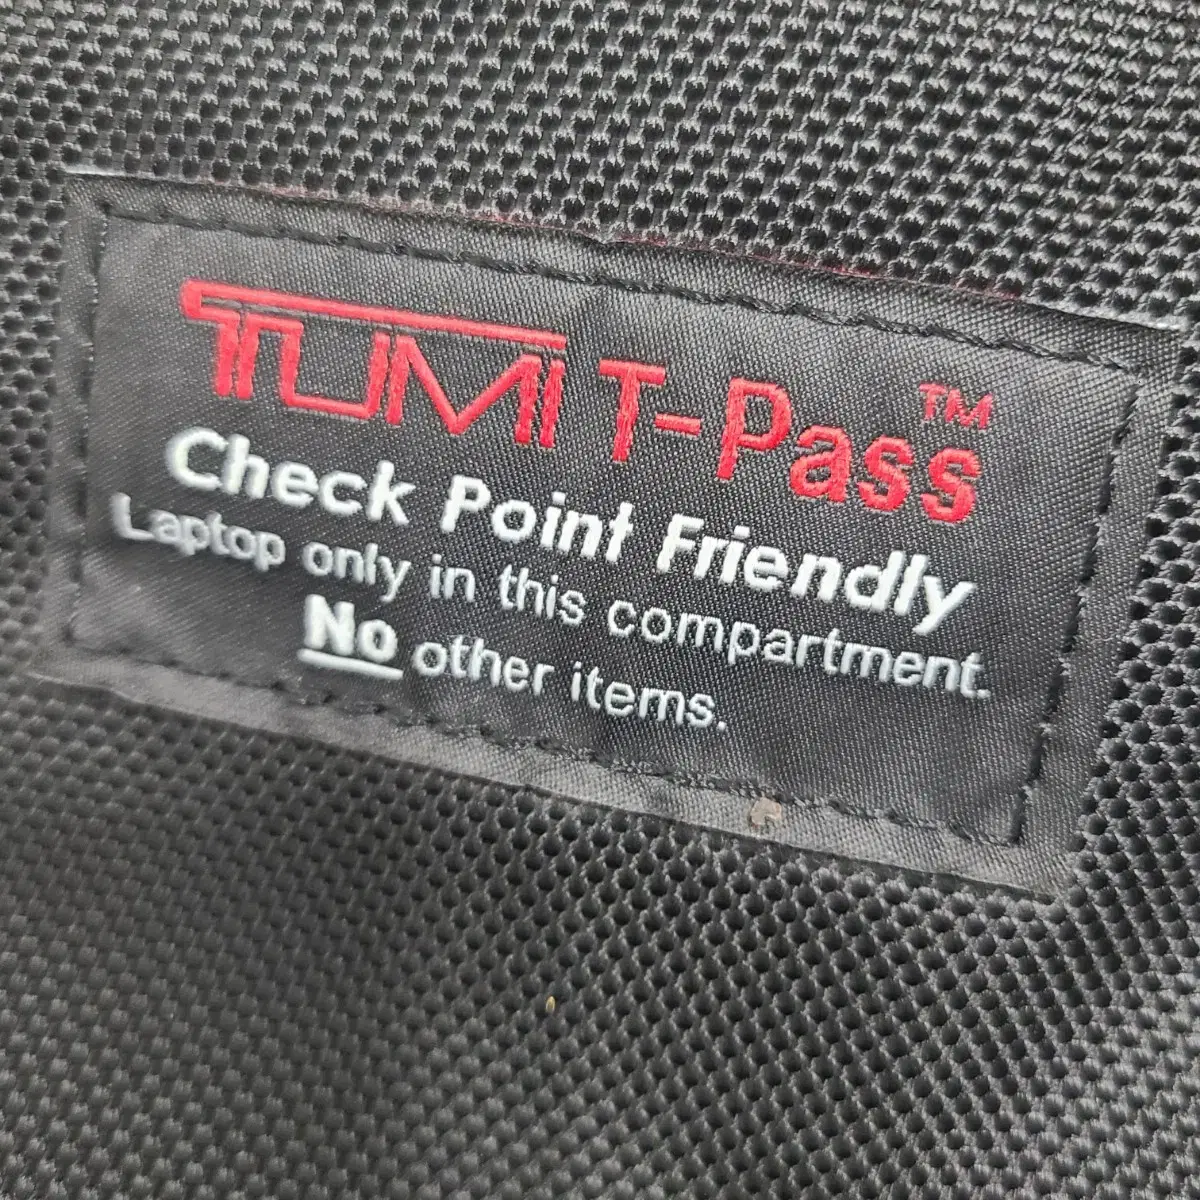 TUMI T-Pass™
Check Point Friendly
Laptop only in this compartment.
No other items.